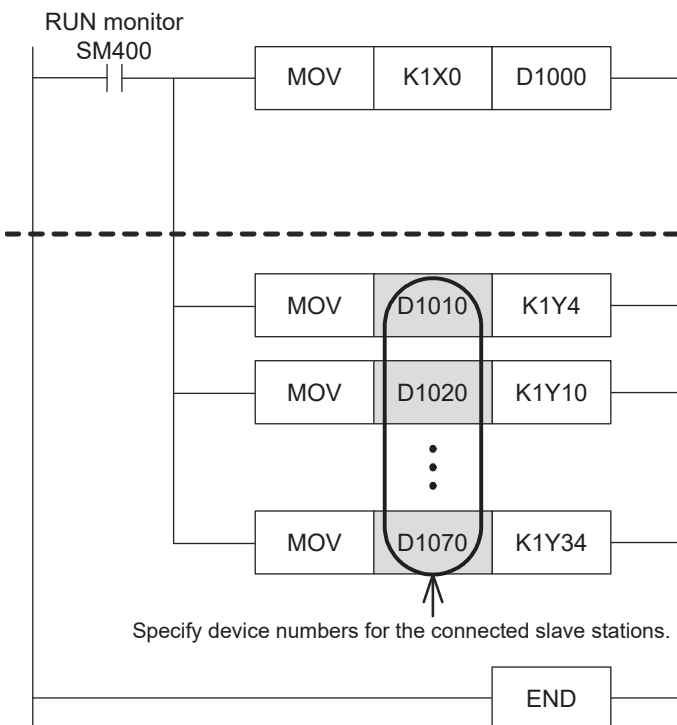 RUN monitor
SM400
MOV K1X0 D1000
MOV D1010 K1Y4
MOV D1020 K1Y10
MOV D1070 K1Y34
Specify device numbers for the connected slave stations.
END